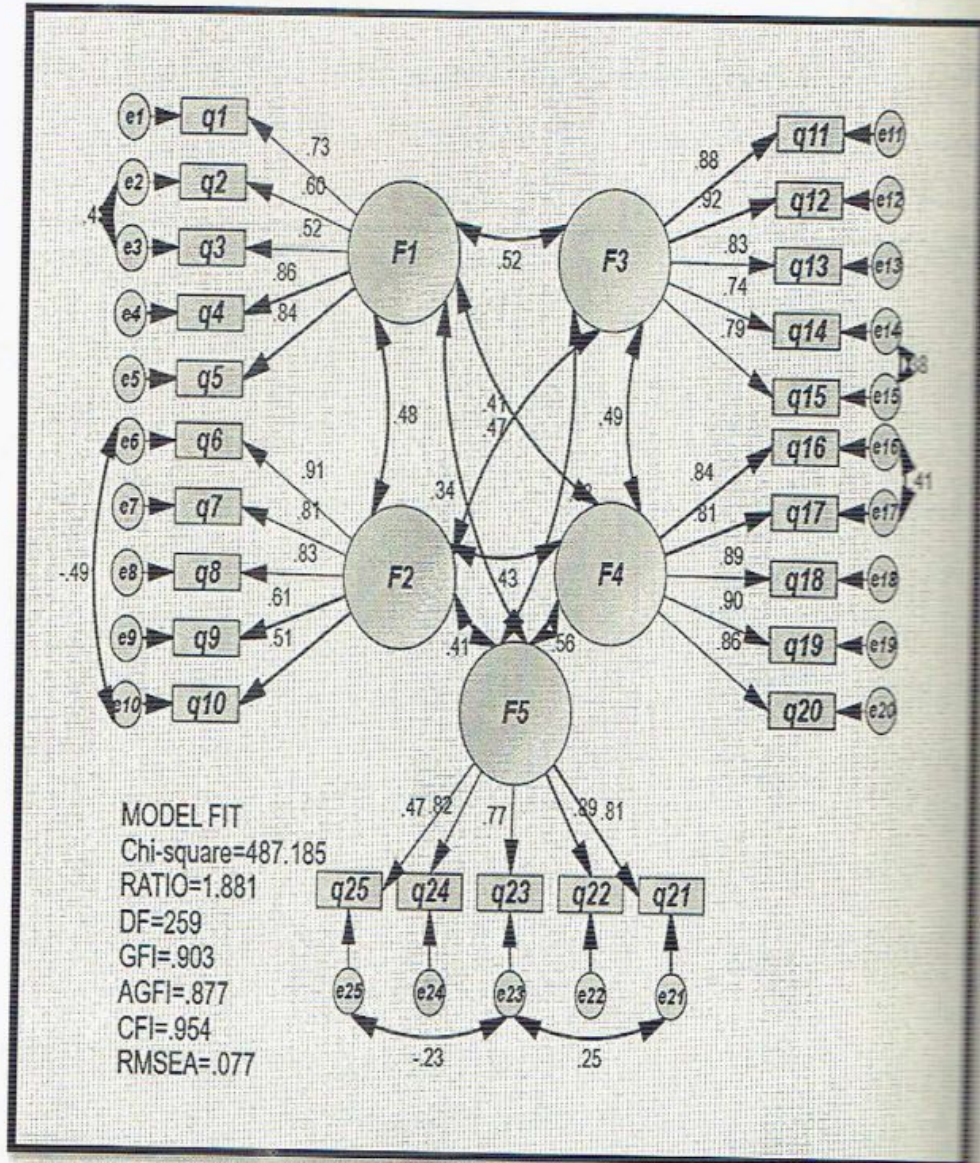 e1 q1
e2 q2
e3 q3
e4 q4
e5 q5
.73
.60
.52
.86
.84
F1
.52
F3
.88
.92
.83
.74
.79
q11 e11
q12 e12
q13 e13
q14 e14
q15 e15
.48
.41
.47
.34
.49
e6 q6
e7 q7
e8 q8
e9 q9
e10 q10
-.49
.91
.81
.83
.61
.51
F2
.43
F4
.84
.81
.89
.90
.86
q16 e16
q17 e17
.41
q18 e18
q19 e19
q20 e20
.41
.56
F5
.47 .82 .77 .81
q25 q24 q23 q22 q21
e25 e24 e23 e22 e21
-.23 .25
MODEL FIT
Chi-square=487.185
RATIO=1.881
DF=259
GFI=.903
AGFI=.877
CFI=.954
RMSEA=.077